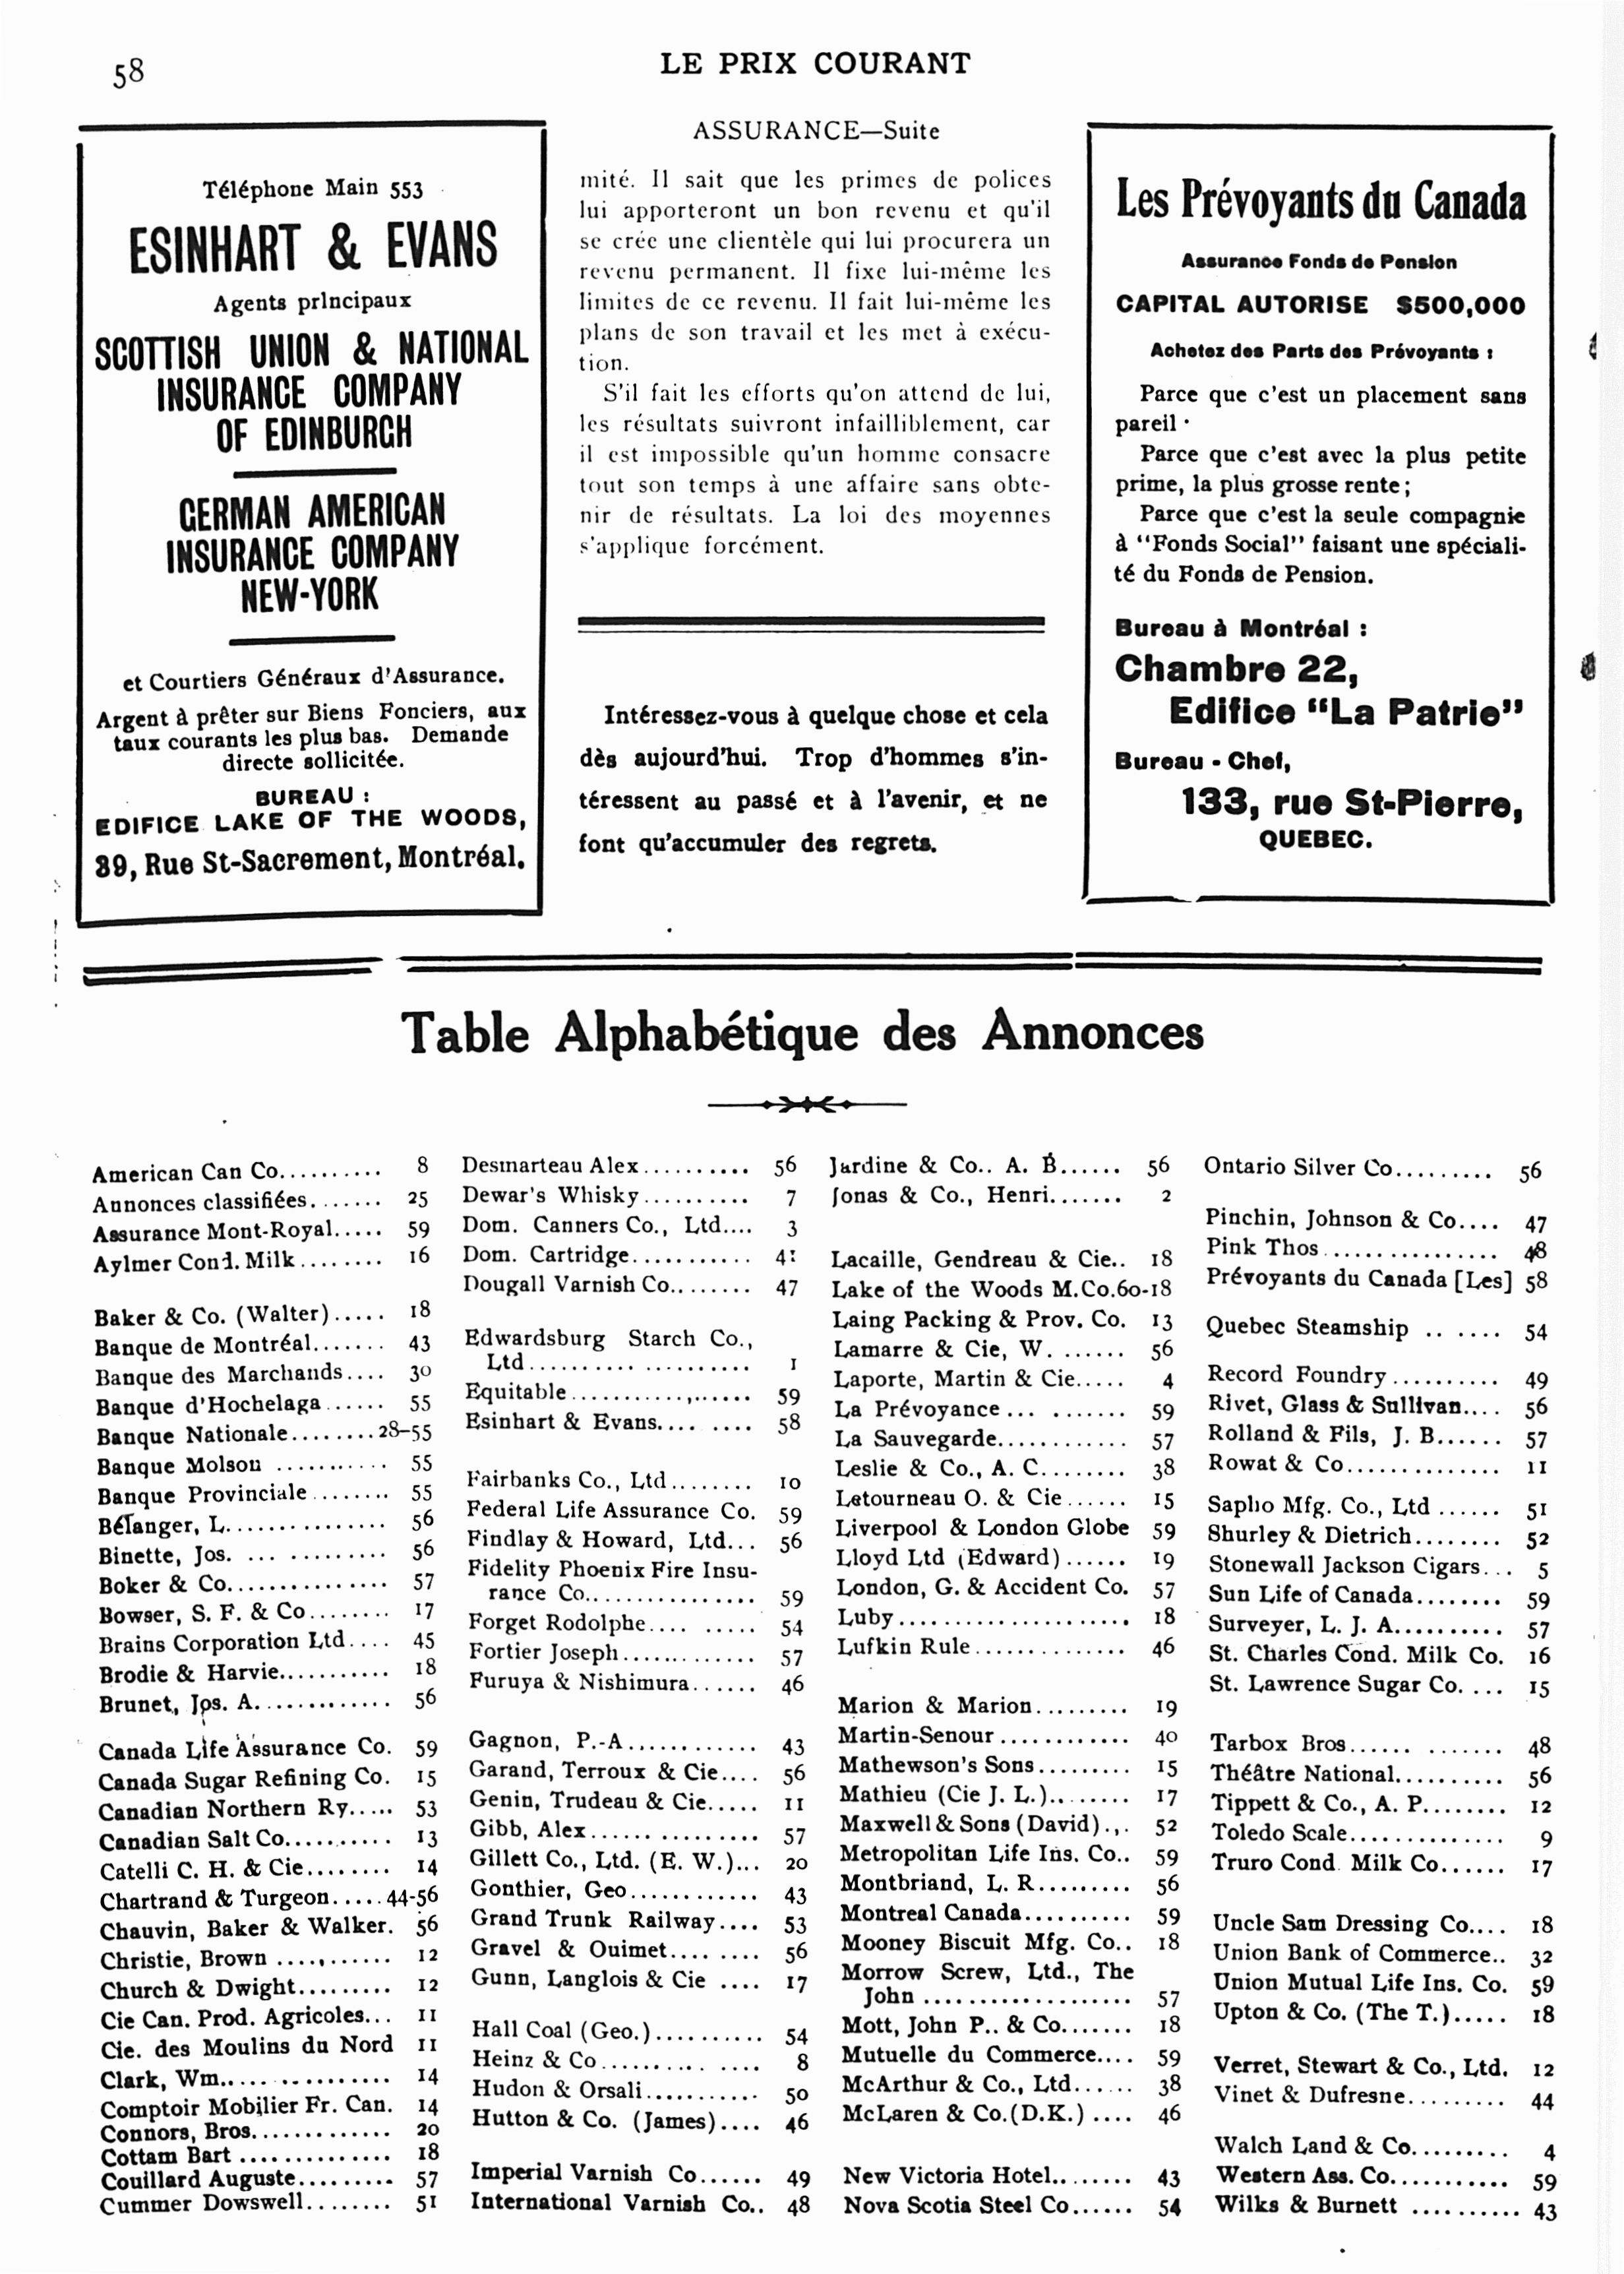 58
LE PRIX COURANT
Téléphone Main 553
ESINHART & EVANS
Agents principaux
SCOTTISH UNION & NATIONAL
INSURANCE COMPANY
OF EDINBURGH
GERMAN AMERICAN
INSURANCE COMPANY
NEW-YORK
et Courtiers Généraux d'Assurance.
Argent à prêter sur Biens Fonciers, aux
taux courants les plus bas. Demande
directe sollicitée.
BUREAU :
EDIFICE LAKE OF THE WOODS,
39, Rue St-Sacrement, Montréal.
ASSURANCE—Suite
mité. Il sait que les primes de polices
lui apporteront un bon revenu et qu'il
se crée une clientèle qui lui procurera un
revenu permanent. Il fixe lui-même les
limites de ce revenu. Il fait lui-même les
plans de son travail et les met à exécu-
tion.
S'il fait les efforts qu'on attend de lui,
les résultats suivront infailliblement, car
il est impossible qu'un homme consacre
tout son temps à une affaire sans obte-
nir de résultats. La loi des moyennes
s'applique forcément.
Intéressez-vous à quelque chose et cela
dès aujourd'hui. Trop d'hommes s'in-
téressent au passé et à l'avenir, et ne
font qu'accumuler des regrets.
Les Prévoyants du Canada
Assurance Fonds de Pension
CAPITAL AUTORISE $500,000
Achetez des Parts des Prévoyants :
Parce que c'est un placement sans
pareil ·
Parce que c'est avec la plus petite
prime, la plus grosse rente;
Parce que c'est la seule compagnie
à "Fonds Social" faisant une spéciali-
té du Fonds de Pension.
Bureau à Montréal :
Chambre 22,
Edifice "La Patrie"
Bureau - Chef,
133, rue St-Pierre,
QUEBEC.
Table Alphabétique des Annonces
American Can Co.......... 8
Annonces classifiées....... 25
Assurance Mont-Royal..... 59
Aylmer Cond. Milk........ 16
Baker & Co. (Walter)..... 18
Banque de Montréal....... 43
Banque des Marchands.... 30
Banque d'Hochelaga...... 55
Banque Nationale........28-55
Banque Molson ........... 55
Banque Provinciale........ 55
Bélanger, L............... 56
Binette, Jos. ... .......... 56
Boker & Co............... 57
Bowser, S. F. & Co........ 17
Brains Corporation Ltd.... 45
Brodie & Harvie........... 18
Brunet, Jos. A............. 56
Canada Life Assurance Co. 59
Canada Sugar Refining Co. 15
Canadian Northern Ry..... 53
Canadian Salt Co.......... 13
Catelli C. H. & Cie........ 14
Chartrand & Turgeon.....44-56
Chauvin, Baker & Walker. 56
Christie, Brown ........... 12
Church & Dwight......... 12
Cie Can. Prod. Agricoles... 11
Cie. des Moulins du Nord 11
Clark, Wm................ 14
Comptoir Mobilier Fr. Can. 14
Connors, Bros............. 20
Cottam Bart .............. 18
Couillard Auguste......... 57
Cummer Dowswell........ 51
Desmarteau Alex.......... 56
Dewar's Whisky.......... 7
Dom. Canners Co., Ltd.... 3
Dom. Cartridge........... 41
Dougall Varnish Co........ 47
Edwardsburg Starch Co.,
Ltd.................... 1
Equitable................. 59
Esinhart & Evans.... .... 58
Fairbanks Co., Ltd........ 10
Federal Life Assurance Co. 59
Findlay & Howard, Ltd... 56
Fidelity Phoenix Fire Insu-
rance Co................ 59
Forget Rodolphe.... ..... 54
Fortier Joseph............. 57
Furuya & Nishimura...... 46
Gagnon, P.-A............ 43
Garand, Terroux & Cie.... 56
Genin, Trudeau & Cie..... 11
Gibb, Alex................ 57
Gillett Co., Ltd. (E. W.)... 20
Gonthier, Geo............ 43
Grand Trunk Railway.... 53
Gravel & Ouimet.... .... 56
Gunn, Langlois & Cie .... 17
Hall Coal (Geo.).......... 54
Heinz & Co.......... .... 8
Hudon & Orsali........... 50
Hutton & Co. (James).... 46
Imperial Varnish Co...... 49
International Varnish Co.. 48
Jardine & Co.. A. B...... 56
Jonas & Co., Henri....... 2
Lacaille, Gendreau & Cie.. 18
Lake of the Woods M.Co.60-18
Laing Packing & Prov. Co. 13
Lamarre & Cie, W. ...... 56
Laporte, Martin & Cie..... 4
La Prévoyance ... ....... 59
La Sauvegarde............ 57
Leslie & Co., A. C........ 38
Letourneau O. & Cie...... 15
Liverpool & London Globe 59
Lloyd Ltd (Edward)...... 19
London, G. & Accident Co. 57
Luby..................... 18
Lufkin Rule.............. 46
Marion & Marion......... 19
Martin-Senour............ 40
Mathewson's Sons......... 15
Mathieu (Cie J. L.)........ 17
Maxwell & Sons (David)... 52
Metropolitan Life Ins. Co.. 59
Montbriand, L. R......... 56
Montreal Canada.......... 59
Mooney Biscuit Mfg. Co.. 18
Morrow Screw, Ltd., The
John ................... 57
Mott, John P.. & Co....... 18
Mutuelle du Commerce.... 59
McArthur & Co., Ltd...... 38
McLaren & Co.(D.K.) .... 46
New Victoria Hotel........ 43
Nova Scotia Steel Co...... 54
Ontario Silver Co......... 56
Pinchin, Johnson & Co.... 47
Pink Thos................ 48
Prévoyants du Canada [Les] 58
Quebec Steamship .. .... 54
Record Foundry.......... 49
Rivet, Glass & Sullivan.... 56
Rolland & Fils, J. B...... 57
Rowat & Co.............. 11
Sapho Mfg. Co., Ltd ...... 51
Shurley & Dietrich........ 52
Stonewall Jackson Cigars... 5
Sun Life of Canada........ 59
Surveyer, L. J. A.......... 57
St. Charles Cond. Milk Co. 16
St. Lawrence Sugar Co.... 15
Tarbox Bros...... ....... 48
Théâtre National.......... 56
Tippett & Co., A. P........ 12
Toledo Scale.............. 9
Truro Cond. Milk Co...... 17
Uncle Sam Dressing Co.... 18
Union Bank of Commerce.. 32
Union Mutual Life Ins. Co. 59
Upton & Co. (The T.)..... 18
Verret, Stewart & Co., Ltd. 12
Vinet & Dufresne......... 44
Walch Land & Co......... 4
Western Ass. Co........... 59
Wilks & Burnett .......... 43